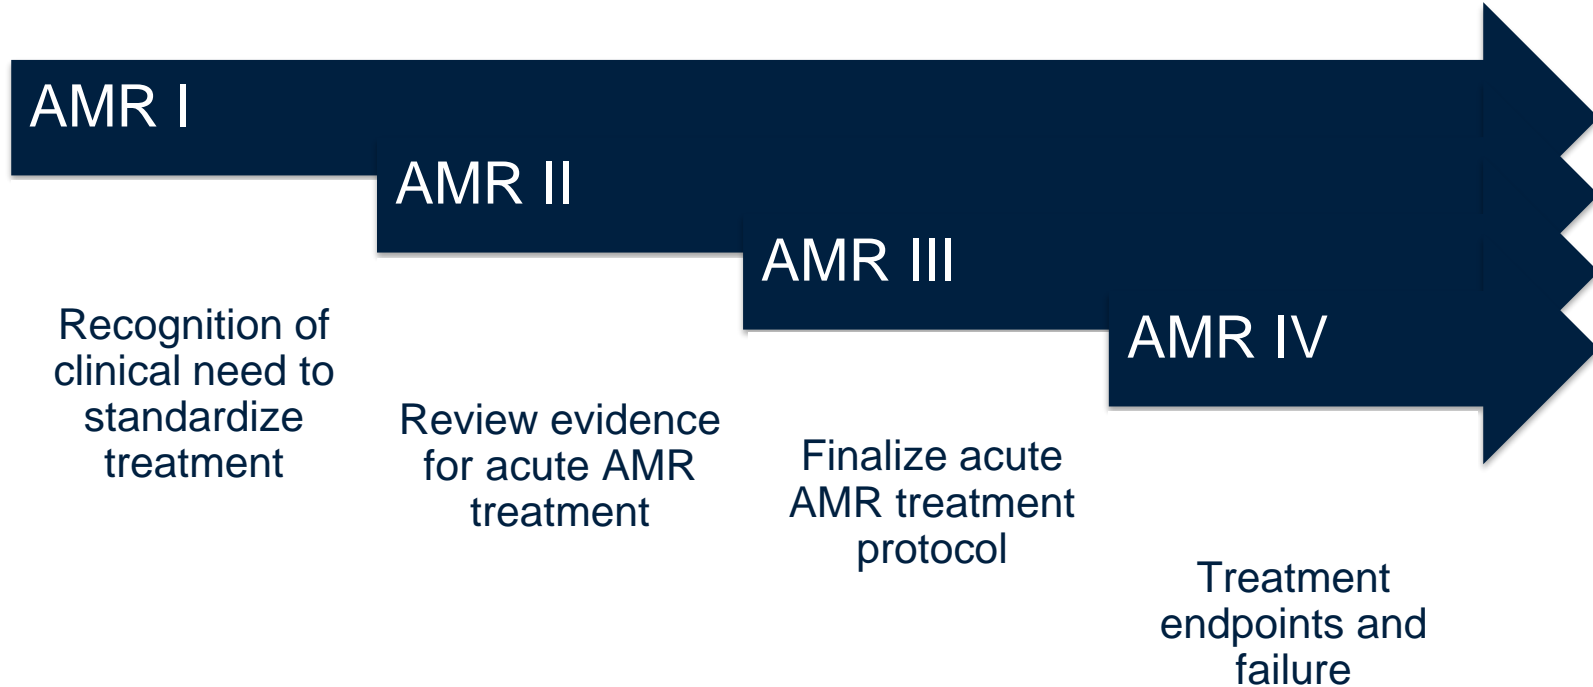 AMR I
Recognition of
clinical need to
standardize
treatment
AMR II
Review evidence
for acute AMR
treatment
AMR III
Finalize acute
AMR treatment
protocol
AMR IV
Treatment
endpoints and
failure